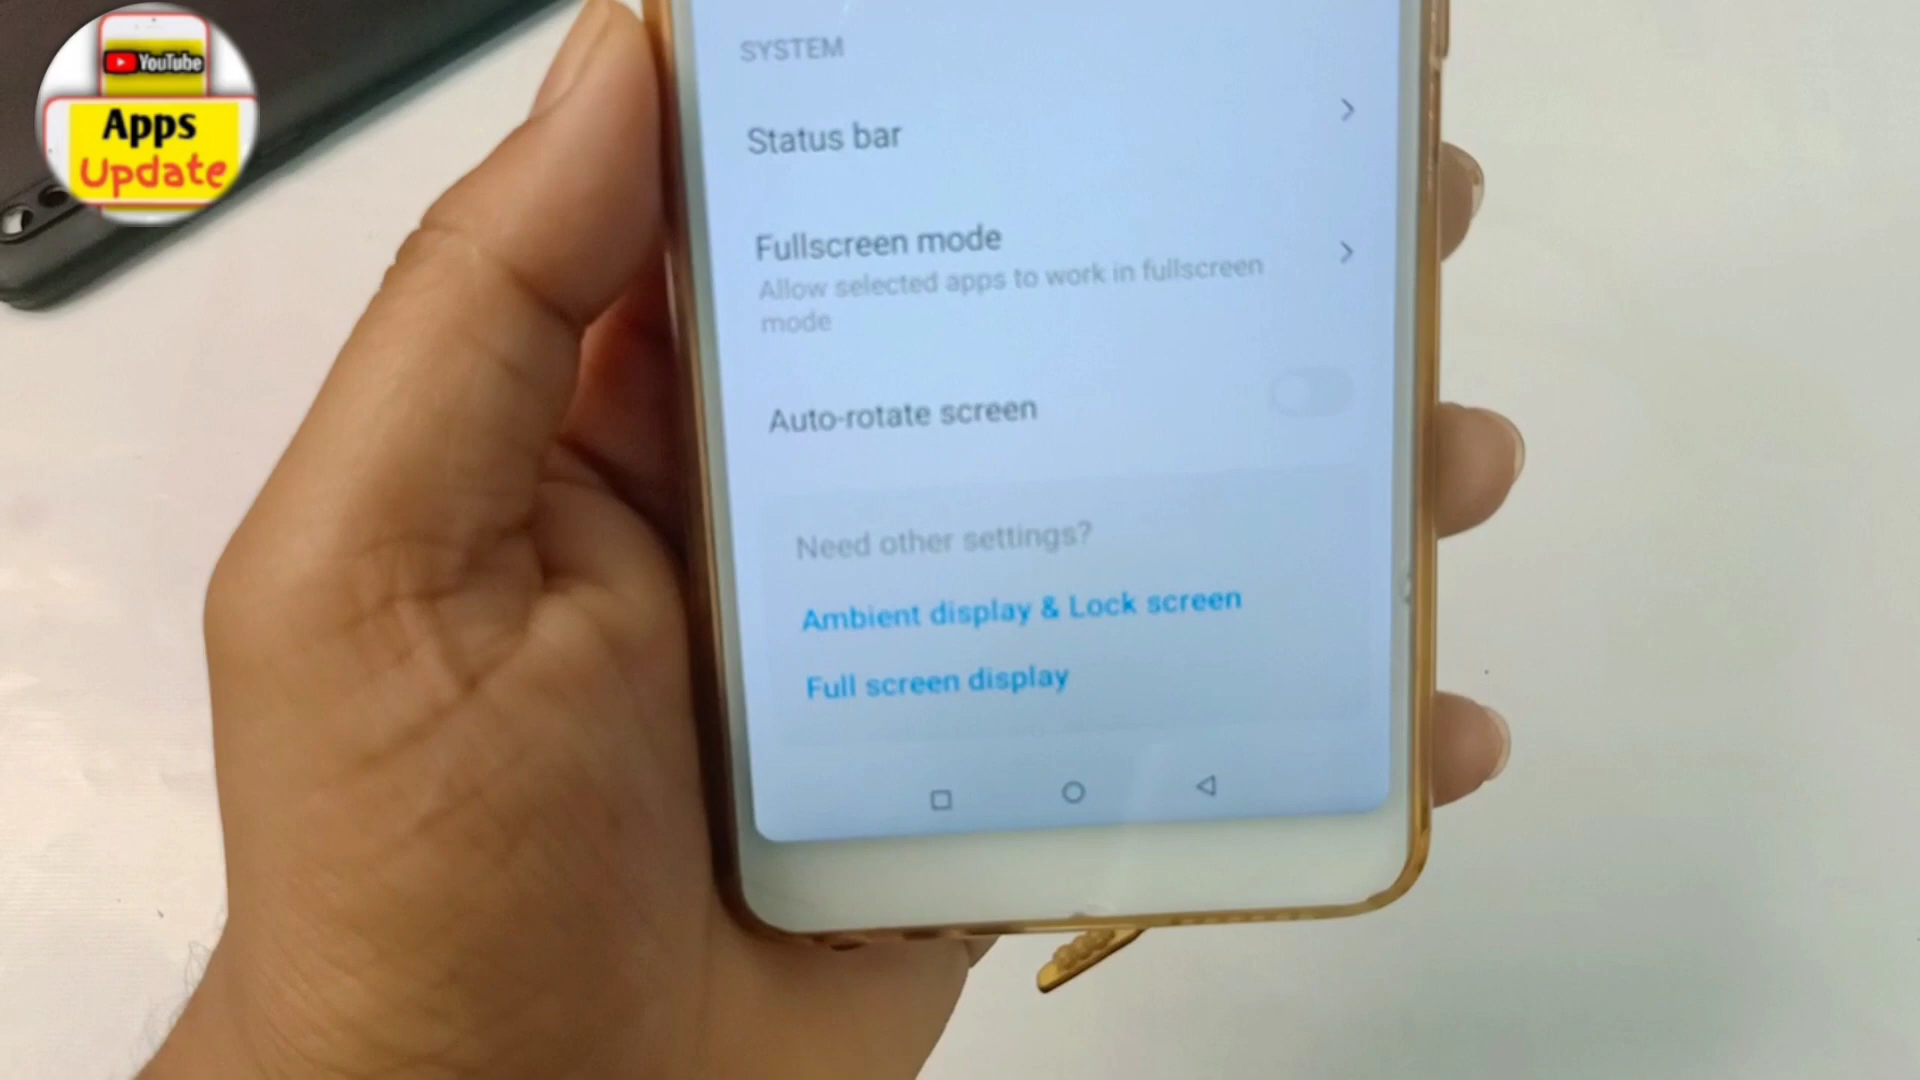 YouTube
Apps
Update
SYSTEM
Status bar
Fullscreen mode
Allow selected apps to work in fullscreen
mode
Auto-rotate screen
Need other settings?
Ambient display & Lock screen
Full screen display